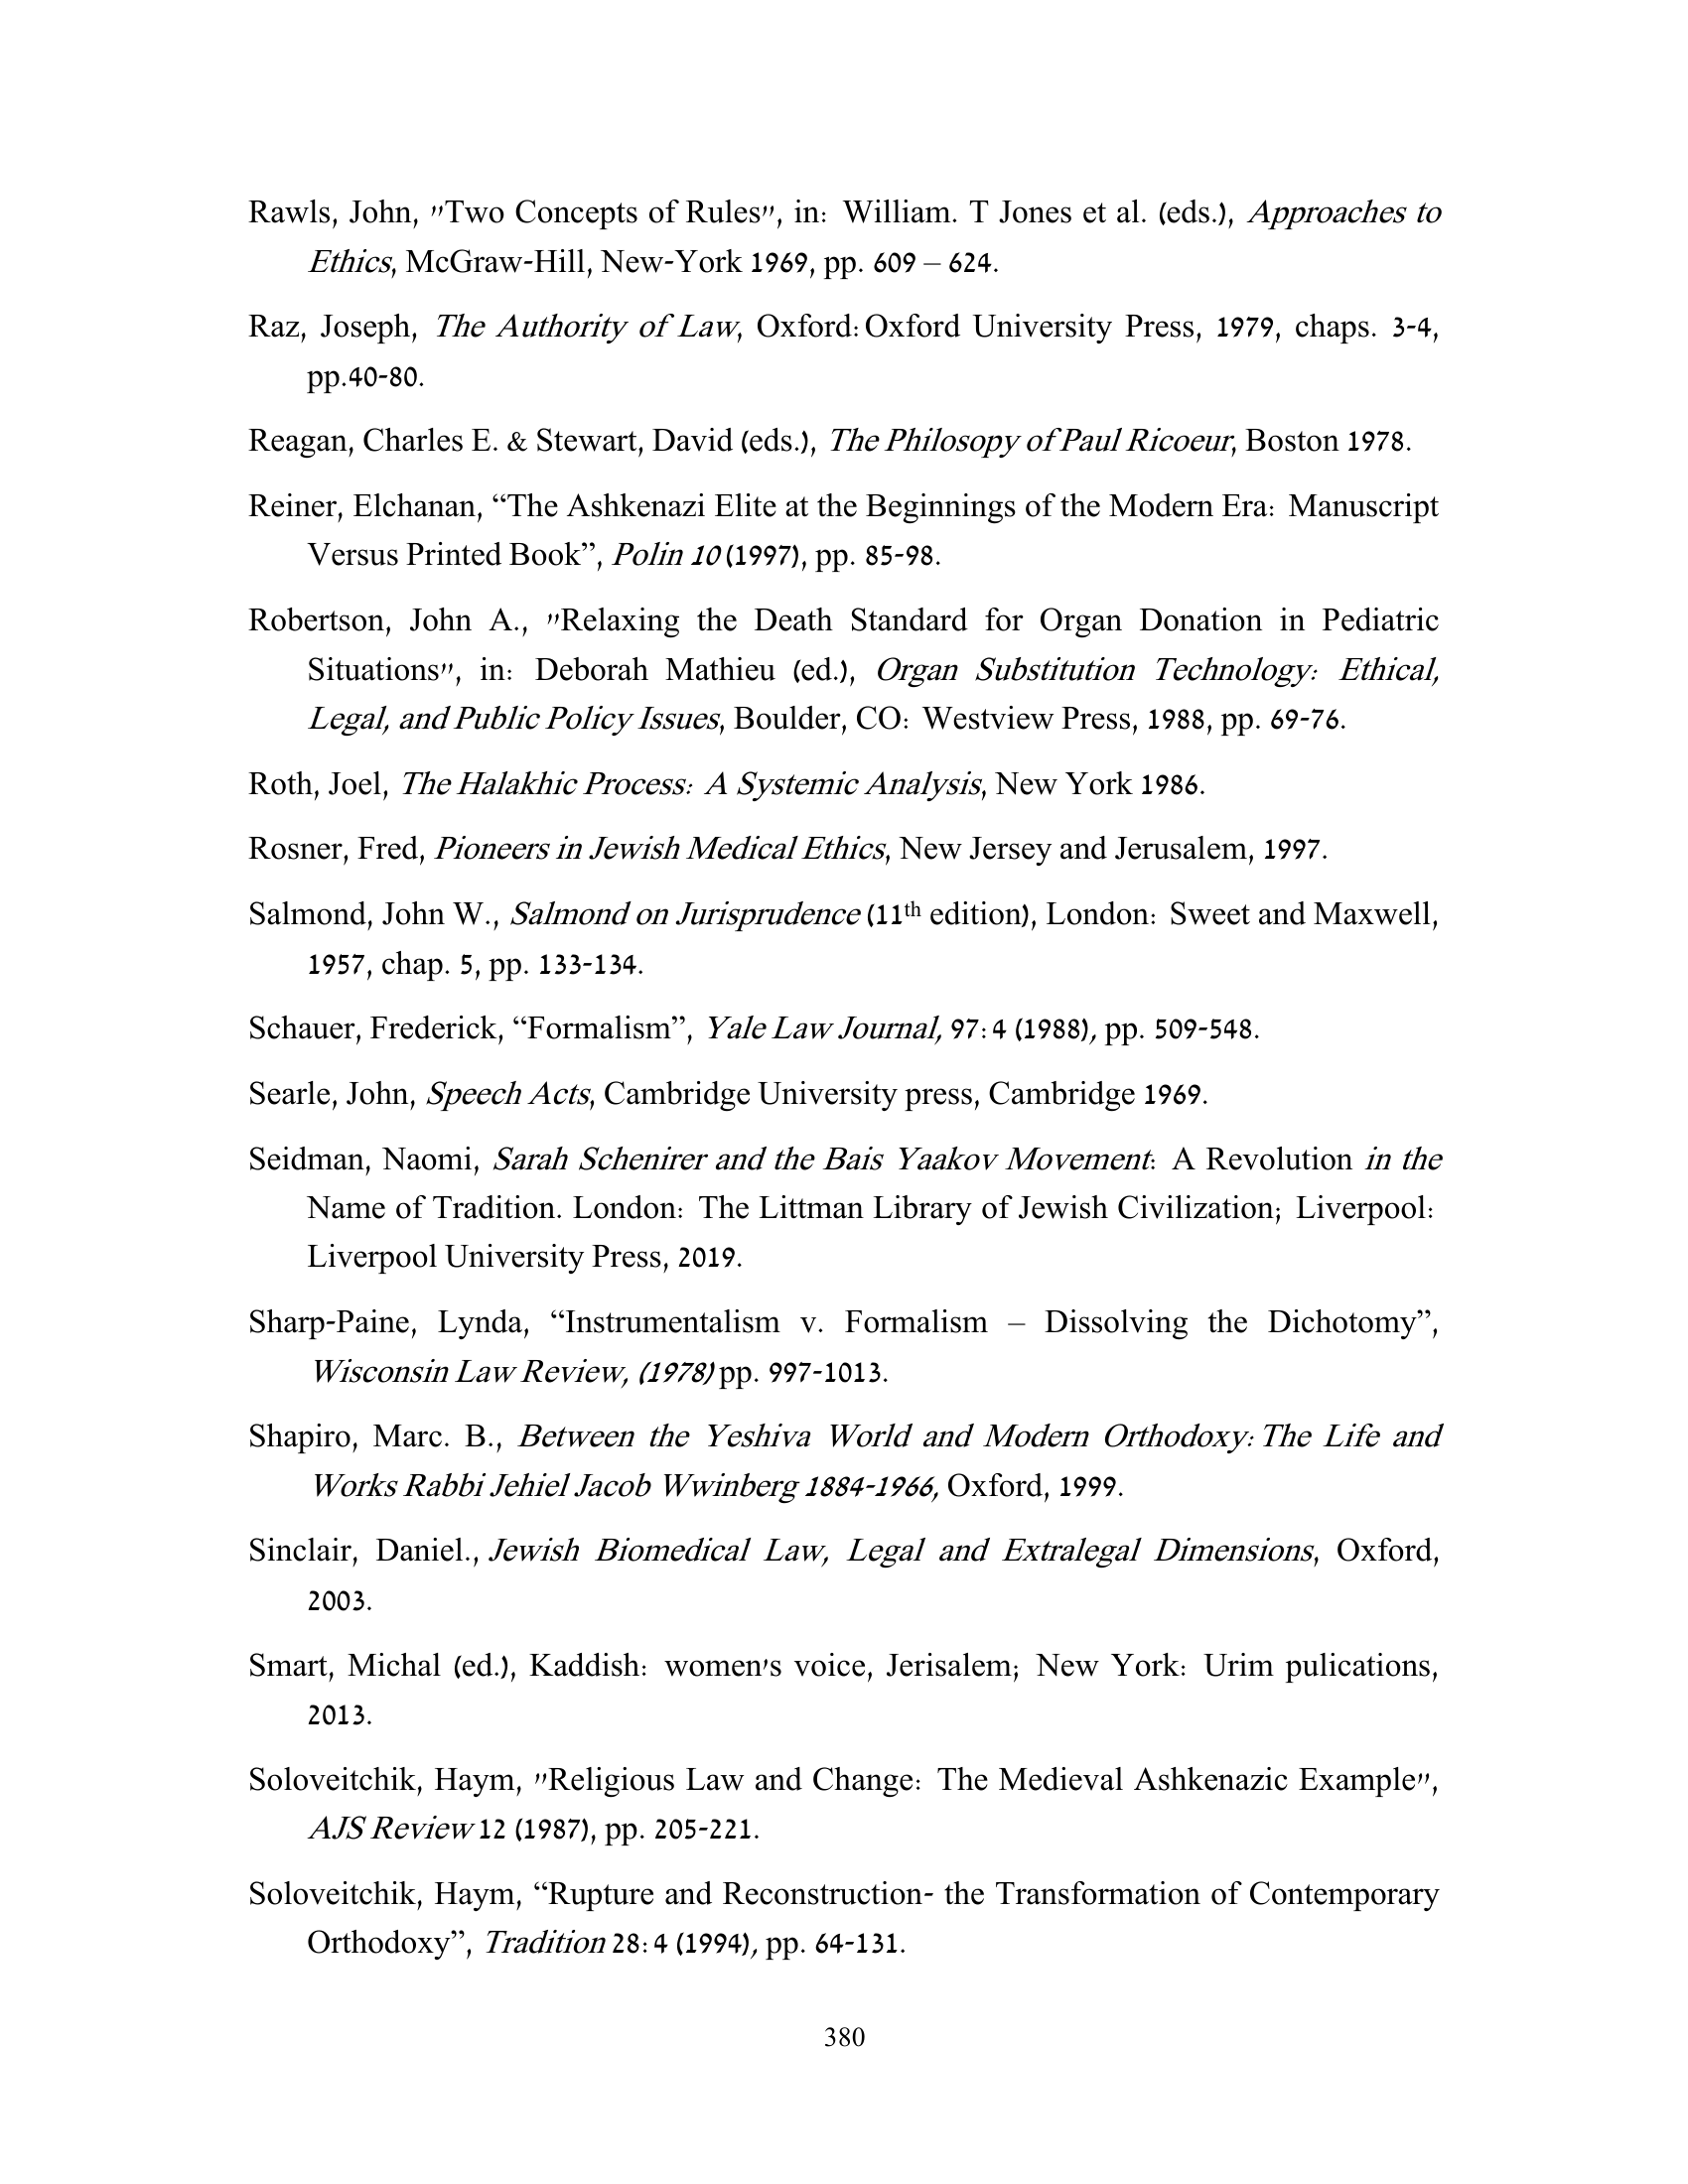 Rawls, John, "Two Concepts of Rules", in: William. T Jones et al. (eds.), Approaches to
Ethics, McGraw-Hill, New-York 1969, pp. 609 – 624.
Raz, Joseph, The Authority of Law, Oxford: Oxford University Press, 1979, chaps. 3-4,
pp.40-80.
Reagan, Charles E. & Stewart, David (eds.), The Philosopy of Paul Ricoeur, Boston 1978.
Reiner, Elchanan, “The Ashkenazi Elite at the Beginnings of the Modern Era: Manuscript
Versus Printed Book”, Polin 10 (1997), pp. 85-98.
Robertson, John A., "Relaxing the Death Standard for Organ Donation in Pediatric
Situations", in: Deborah Mathieu (ed.), Organ Substitution Technology: Ethical,
Legal, and Public Policy Issues, Boulder, CO: Westview Press, 1988, pp. 69-76.
Roth, Joel, The Halakhic Process: A Systemic Analysis, New York 1986.
Rosner, Fred, Pioneers in Jewish Medical Ethics, New Jersey and Jerusalem, 1997.
Salmond, John W., Salmond on Jurisprudence (11th edition), London: Sweet and Maxwell,
1957, chap. 5, pp. 133-134.
Schauer, Frederick, “Formalism”, Yale Law Journal, 97:4 (1988), pp. 509-548.
Searle, John, Speech Acts, Cambridge University press, Cambridge 1969.
Seidman, Naomi, Sarah Schenirer and the Bais Yaakov Movement: A Revolution in the
Name of Tradition. London: The Littman Library of Jewish Civilization; Liverpool:
Liverpool University Press, 2019.
Sharp-Paine, Lynda, “Instrumentalism v. Formalism – Dissolving the Dichotomy”,
Wisconsin Law Review, (1978) pp. 997-1013.
Shapiro, Marc. B., Between the Yeshiva World and Modern Orthodoxy: The Life and
Works Rabbi Jehiel Jacob Wwinberg 1884-1966, Oxford, 1999.
Sinclair, Daniel., Jewish Biomedical Law, Legal and Extralegal Dimensions, Oxford,
2003.
Smart, Michal (ed.), Kaddish: women's voice, Jerisalem; New York: Urim pulications,
2013.
Soloveitchik, Haym, "Religious Law and Change: The Medieval Ashkenazic Example",
AJS Review 12 (1987), pp. 205-221.
Soloveitchik, Haym, “Rupture and Reconstruction- the Transformation of Contemporary
Orthodoxy”, Tradition 28:4 (1994), pp. 64-131.
380